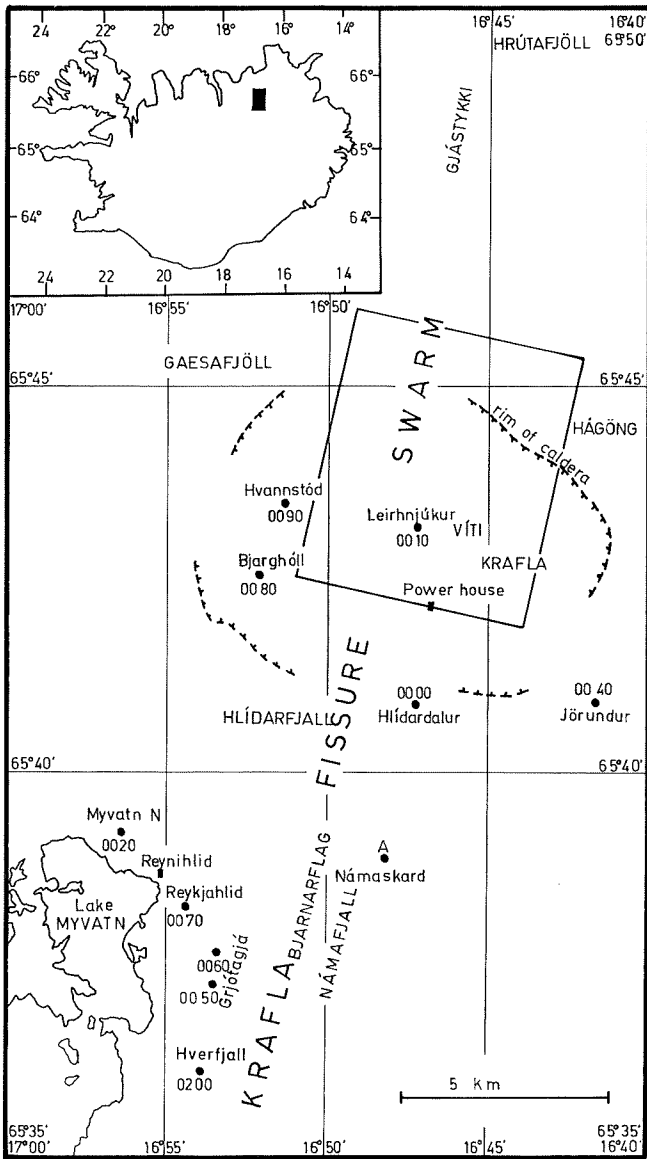 24 22 20 18 16 14
66° 66°
65° 65°
64° 64°
24 22 20 18 16 14
16°45' 16°40'
HRÚTAFJÖLL 65°50'
GJÁSTYKKI
17°00' 16°55' 16°50'
GAESAFJÖLL
65°45' 65°45'
SWARM
rim of caldera
HÁGÖNG
Hvannstód
0090
Leirhnjúkur
0010
VÍTI
KRAFLA
Bjarghóll
0080
Power house
FISSURE
0000
Hlídardalur
00 40
Jörundur
HLÍDARFJALL
65°40' 65°40'
Myvatn N
0020
Reynihlid
A
Námaskard
Lake
MYVATN
Reykjahlid
0070
BJARNARFLAG
NÁMAFJALL
0060
Grjótagjá
0050
KRAFLA
Hverfjall
0200
5 Km
65°35' 65°35'
17°00' 16°55' 16°50' 16°45' 16°40'